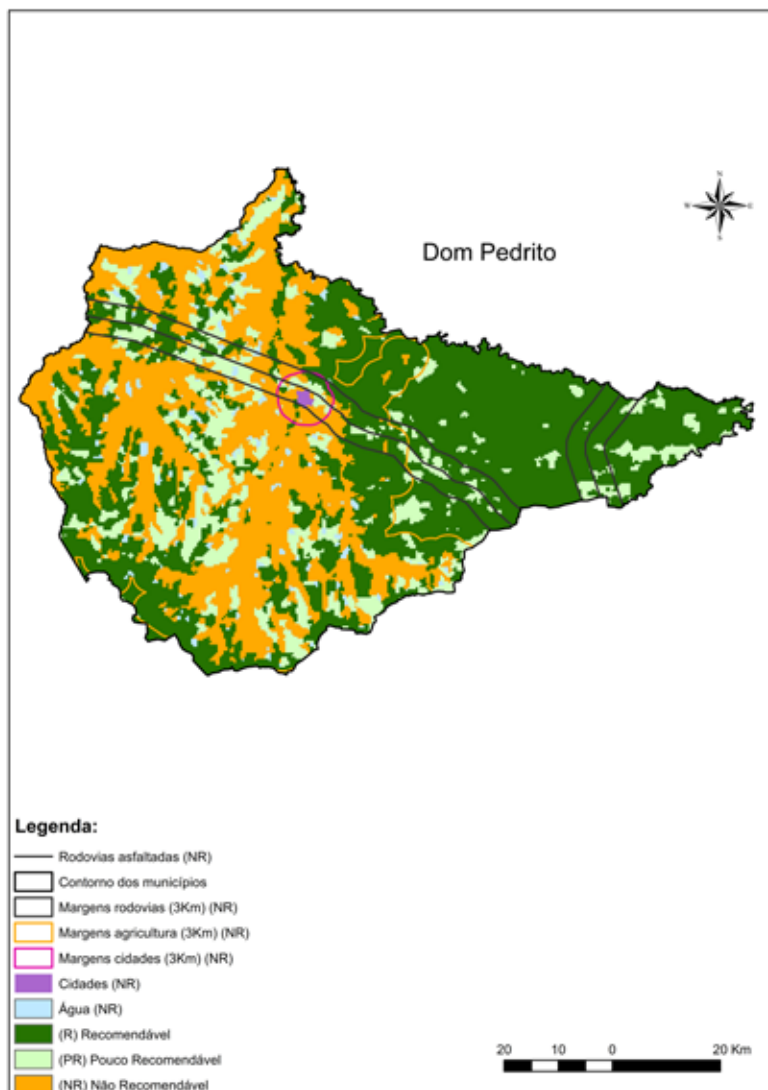 N
W E
S
Dom Pedrito
Legenda:
Rodovias asfaltadas (NR)
Contorno dos municípios
Margens rodovias (3Km) (NR)
Margens agricultura (3Km) (NR)
Margens cidades (3Km) (NR)
Cidades (NR)
Água (NR)
(R) Recomendável
(PR) Pouco Recomendável
(NR) Não Recomendável
20 10 0 20 Km